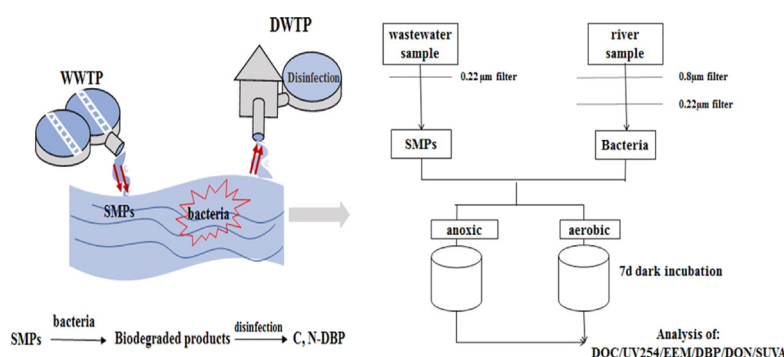 DWTP
WWTP
Disinfection
SMPs
bacteria
SMPs
bacteria
Biodegraded products
disinfection
C, N-DBP
wastewater
sample
river
sample
0.22 μm filter
0.8μm filter
0.22μm filter
SMPs
Bacteria
anoxic
aerobic
7d dark incubation
Analysis of:
DOC/UV254/EEM/DBP/DON/SUVA